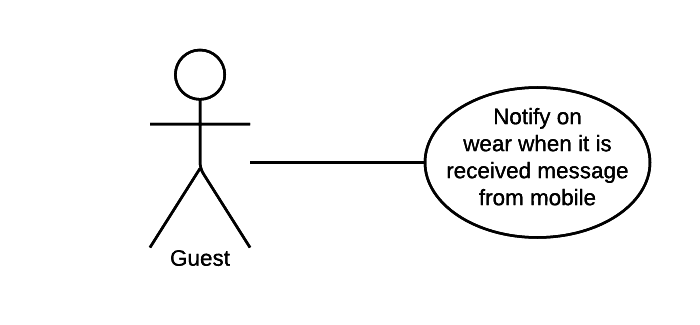 Notify on
wear when it is
received message
from mobile
Guest